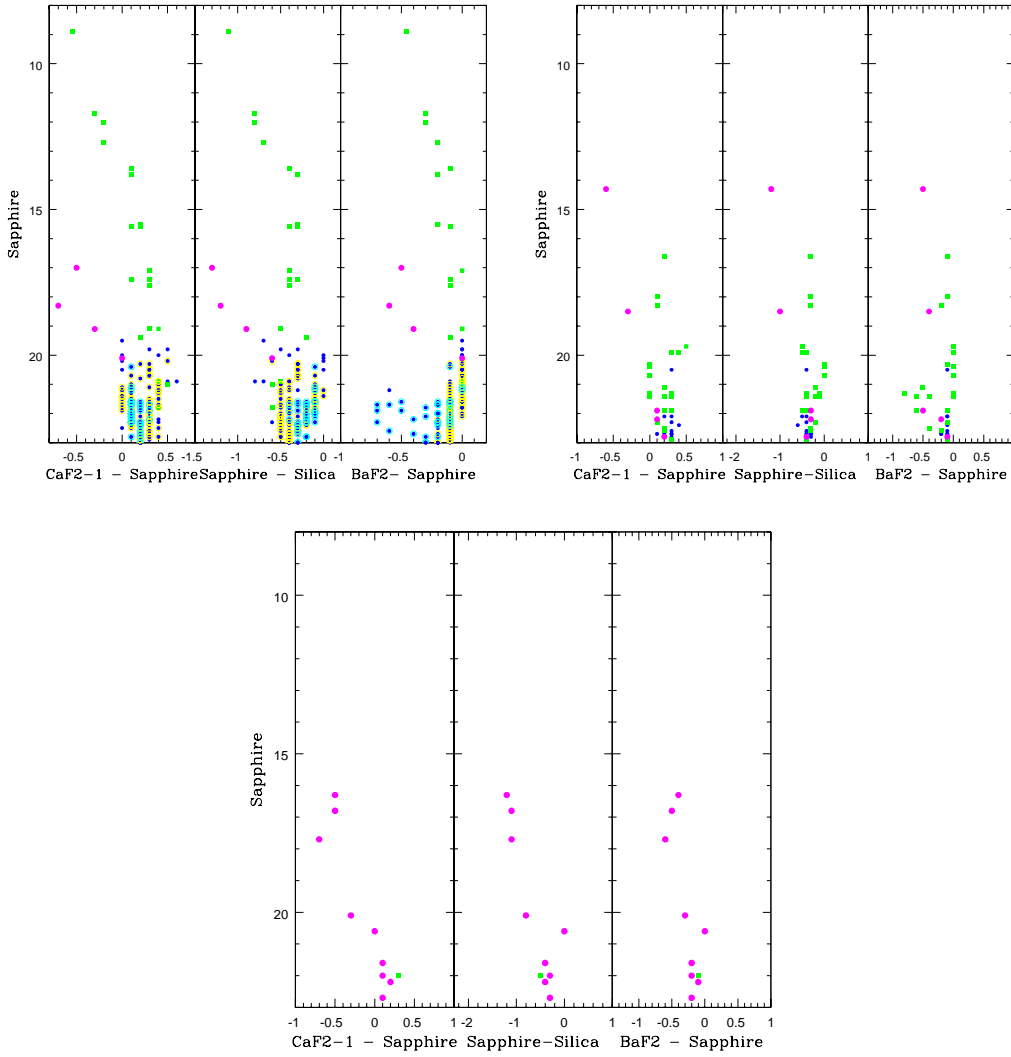 10
15
20
Sapphire
-0.5 0 0.5 -1 -0.5 0 -0.5 0
CaF2-1 - Sapphire Sapphire - Silica BaF2- Sapphire
10
15
20
Sapphire
-1 -0.5 0 0.5 1 -2 -1 0 1 -1 -0.5 0 0.5 1
CaF2-1 - Sapphire Sapphire-Silica BaF2 - Sapphire
10
15
20
Sapphire
-1 -0.5 0 0.5 1 -2 -1 0 1 -1 -0.5 0 0.5 1
CaF2-1 - Sapphire Sapphire-Silica BaF2 - Sapphire